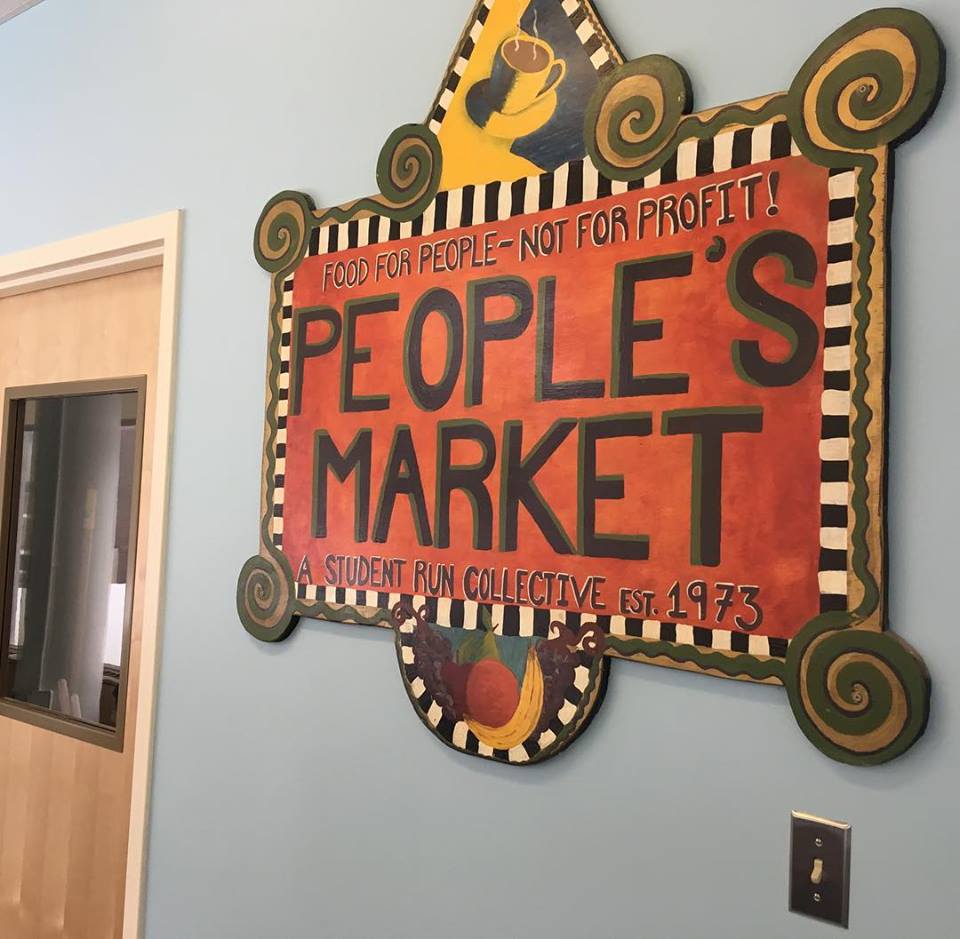 FOOD FOR PEOPLE-NOT FOR PROFIT!
PEOPLE'S
MARKET
A STUDENT RUN COLLECTIVE EST. 1973